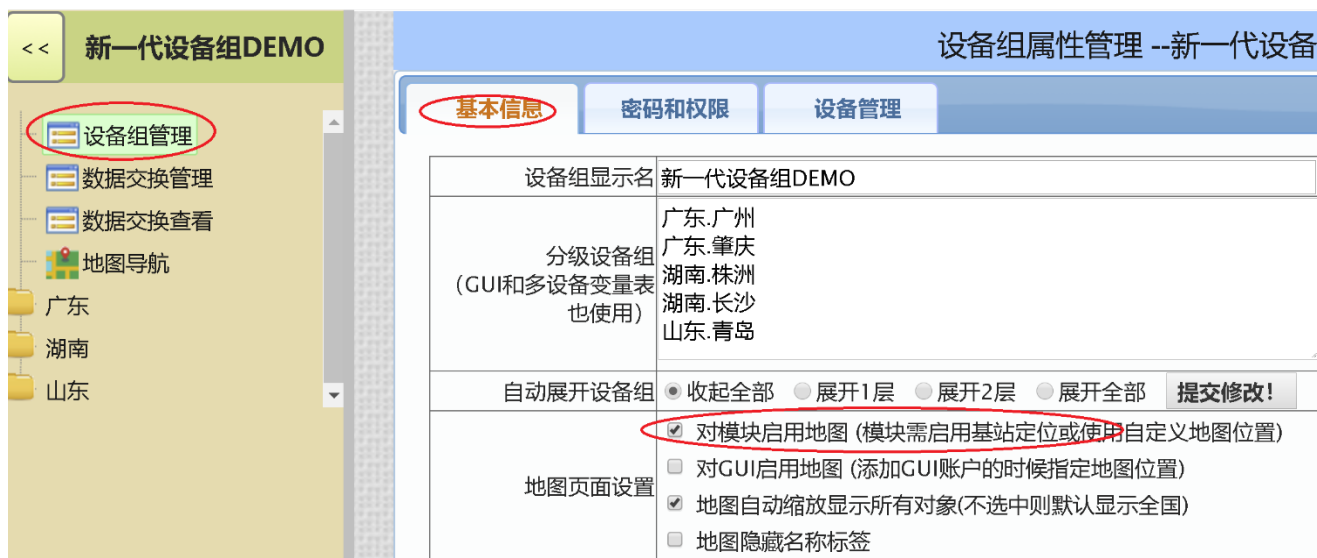 <<
新一代设备组DEMO
设备组管理
数据交换管理
数据交换查看
地图导航
广东
湖南
山东
设备组属性管理 --新一代设备
基本信息
密码和权限
设备管理
设备组显示名
新一代设备组DEMO
分级设备组
(GUI和多设备变量表
也使用)
广东.广州
广东.肇庆
湖南.株洲
湖南.长沙
山东.青岛
自动展开设备组
收起全部
展开1层
展开2层
展开全部
提交修改!
地图页面设置
对模块启用地图 (模块需启用基站定位或使用自定义地图位置)
对GUI启用地图 (添加GUI账户的时候指定地图位置)
地图自动缩放显示所有对象(不选中则默认显示全国)
地图隐藏名称标签